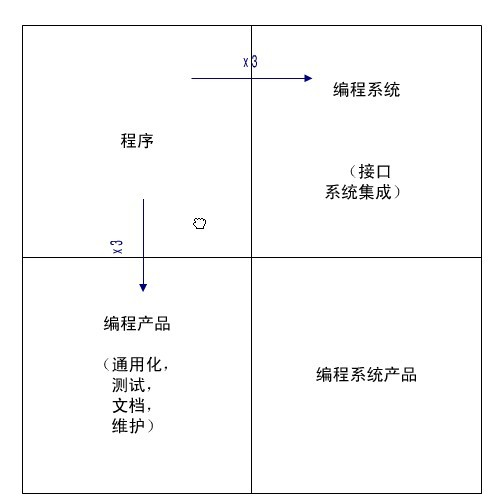 x3
编程系统
程序
（接口
系统集成）
x3
编程产品
（通用化，
测试，
文档，
维护）
编程系统产品